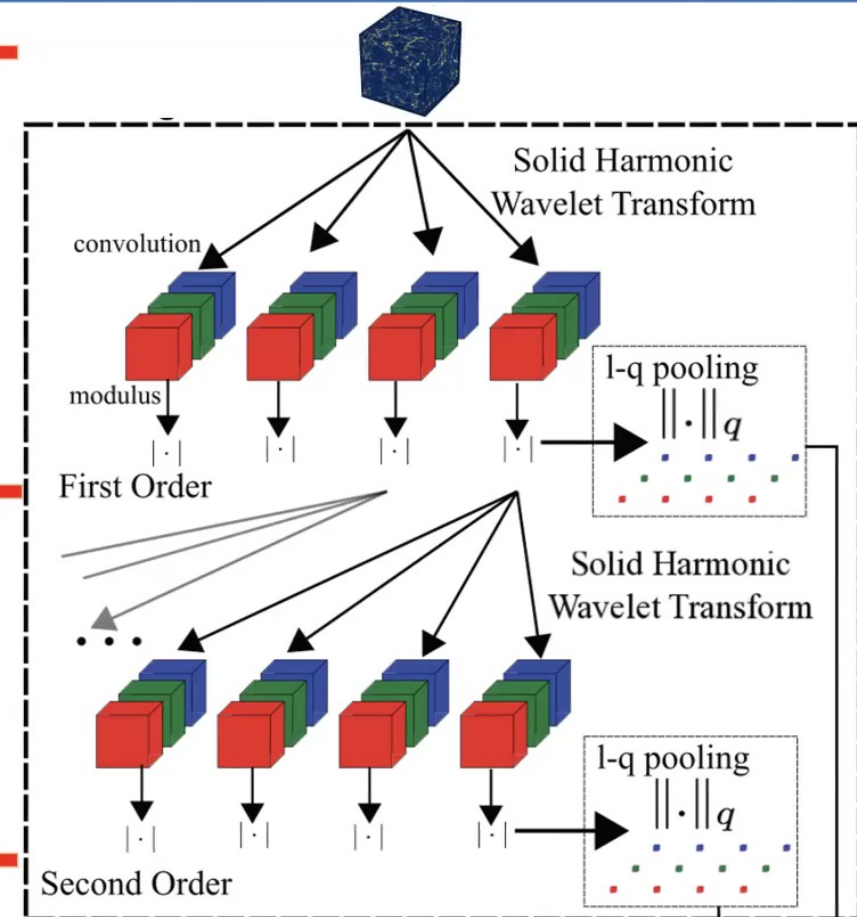 Solid Harmonic
Wavelet Transform
convolution
l-q pooling
||·||q
modulus
|·| |·| |·| |·|
First Order
Solid Harmonic
Wavelet Transform
l-q pooling
||·||q
|·| |·| |·| |·|
Second Order